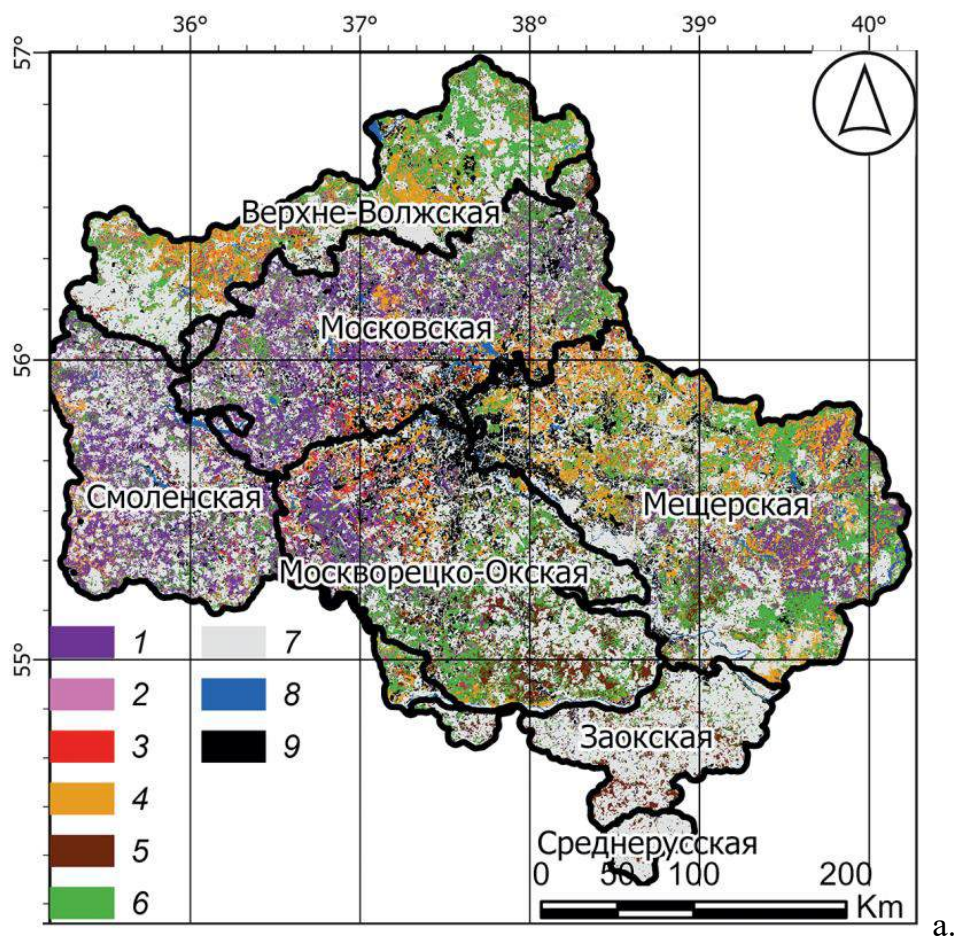 36° 37° 38° 39° 40°
57°
Верхне-Волжская
Московская
56°
Смоленская
Мещерская
Москворецко-Окская
1 7
55°
2 8
3 9
Заокская
4
5
Среднерусская
0 50 100 200
6
Km
a.